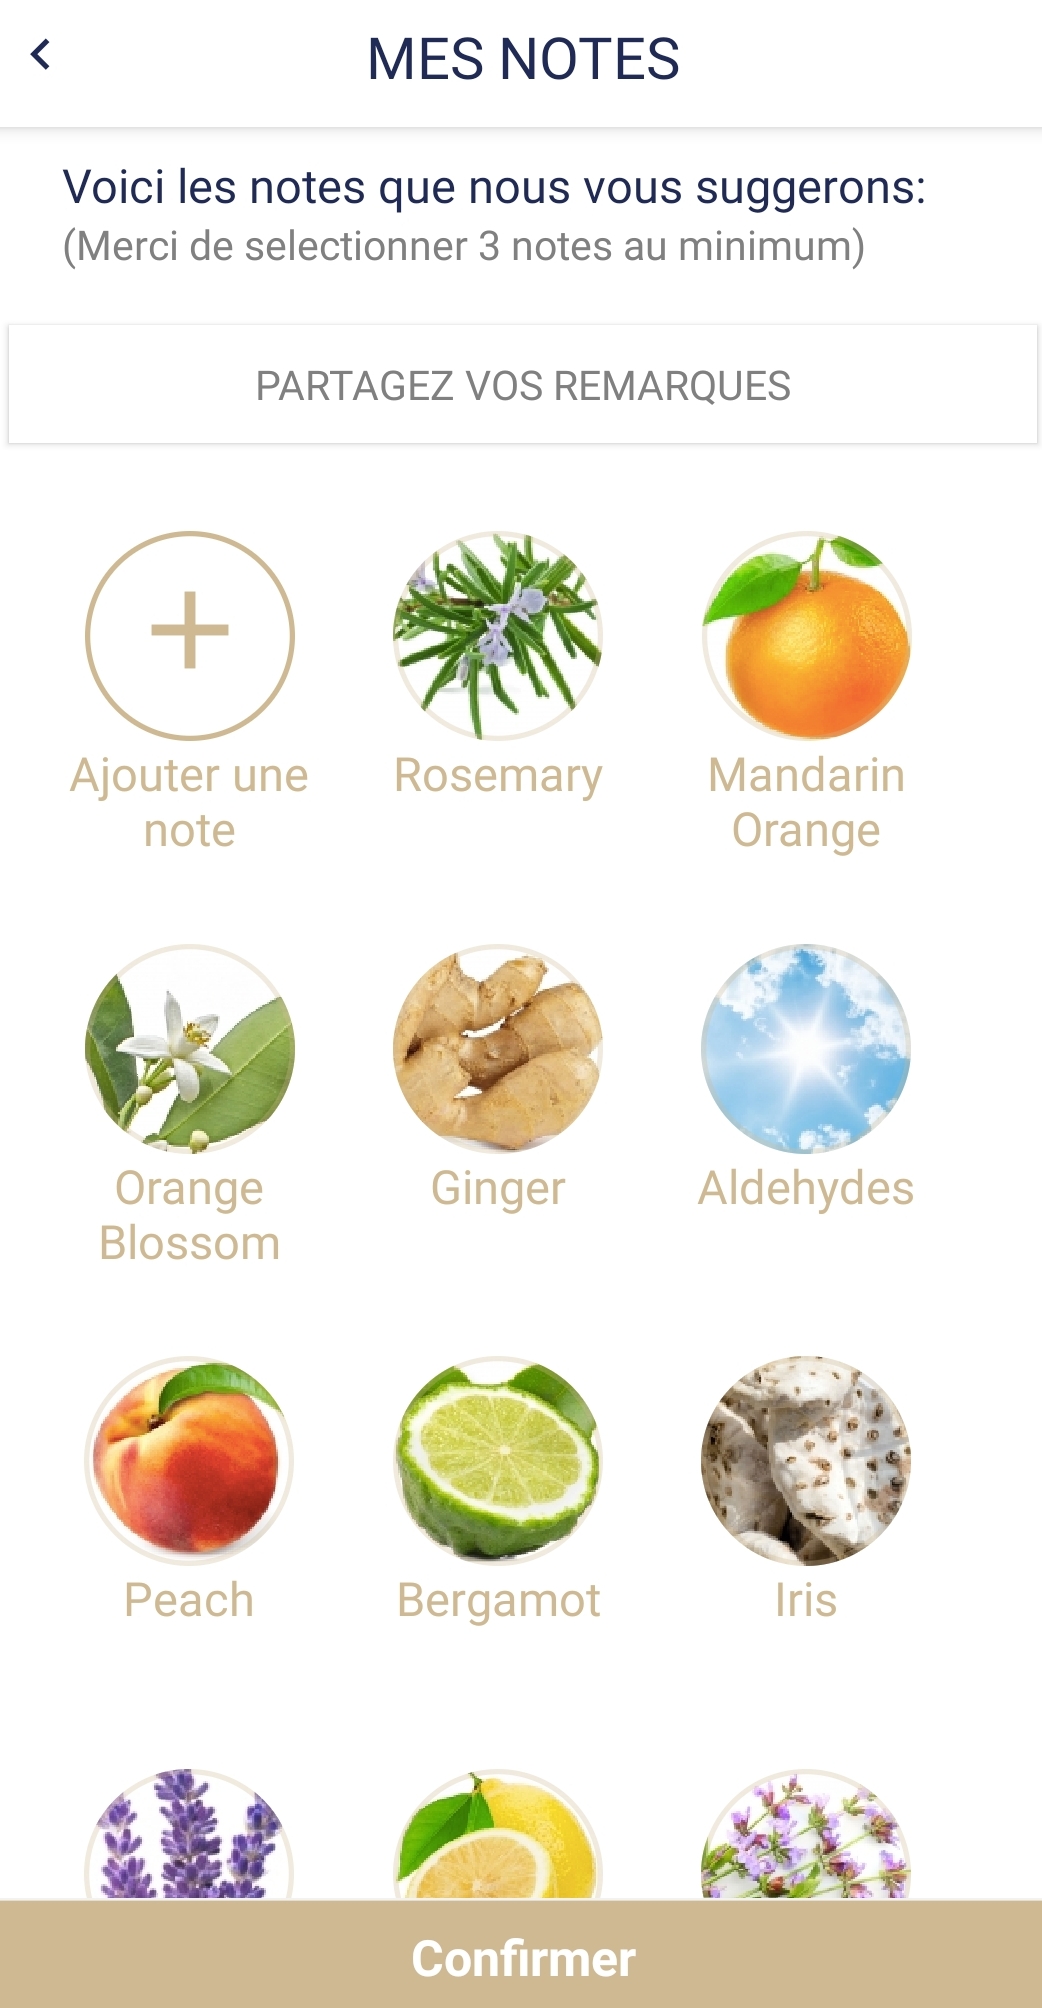 MES NOTES
Voici les notes que nous vous suggerons:
(Merci de selectionner 3 notes au minimum)
PARTAGEZ VOS REMARQUES
Ajouter une
note
Rosemary
Mandarin
Orange
Orange
Blossom
Ginger
Aldehydes
Peach
Bergamot
Iris
Confirmer